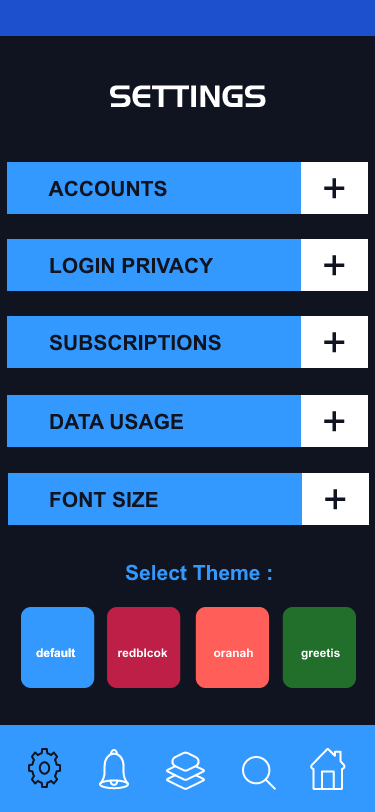 SETTINGS
ACCOUNTS +
LOGIN PRIVACY +
SUBSCRIPTIONS +
DATA USAGE +
FONT SIZE +
Select Theme :
default redblcok oranah greetis